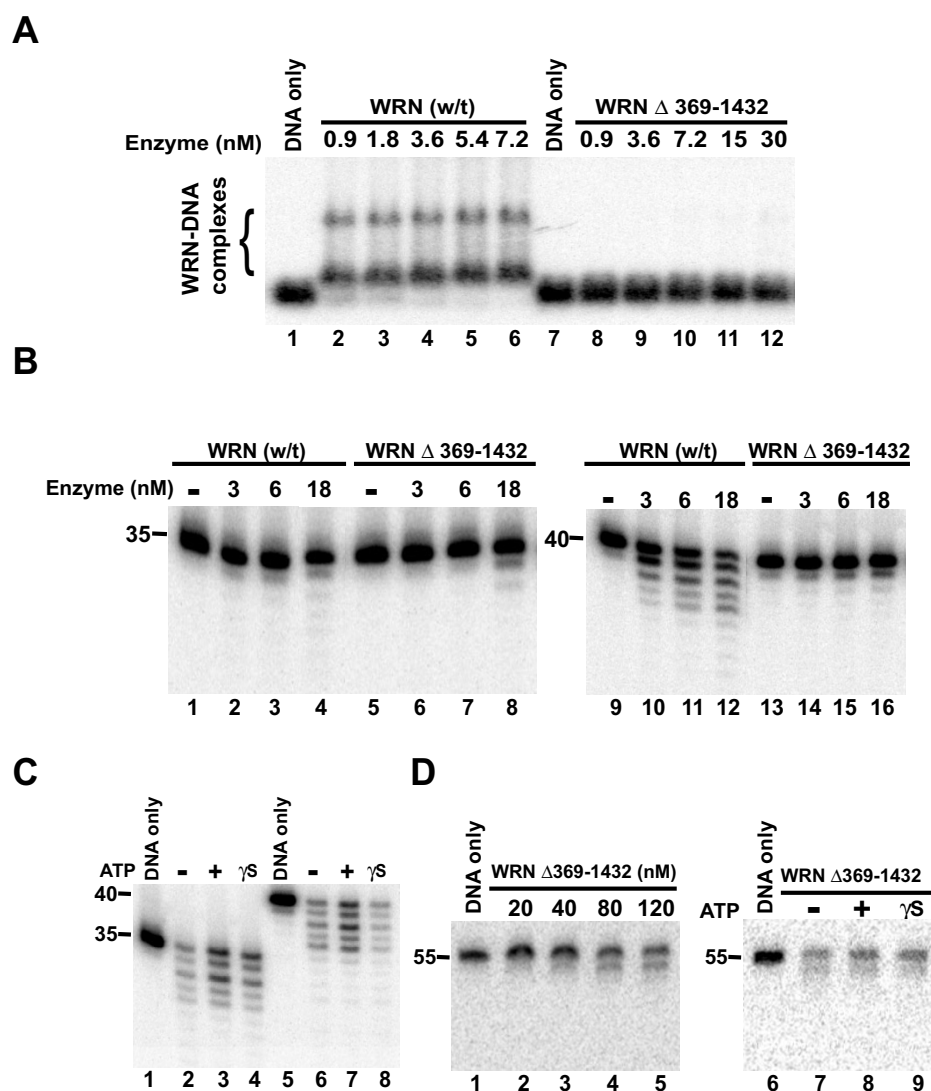 A
DNA only
WRN (w/t)
DNA only
WRN Δ 369-1432
Enzyme (nM) 0.9 1.8 3.6 5.4 7.2 0.9 3.6 7.2 15 30
WRN-DNA
complexes
{
1 2 3 4 5 6 7 8 9 10 11 12
B
WRN (w/t) WRN Δ 369-1432 WRN (w/t) WRN Δ 369-1432
Enzyme (nM) - 3 6 18 - 3 6 18 - 3 6 18 - 3 6 18
35
40
1 2 3 4 5 6 7 8 9 10 11 12 13 14 15 16
C
DNA only
DNA only
ATP - + γS - + γS
40
35
1 2 3 4 5 6 7 8
D
DNA only
WRN Δ369-1432 (nM)
20 40 80 120
55
1 2 3 4 5
DNA only
WRN Δ369-1432
ATP - + γS
55
6 7 8 9